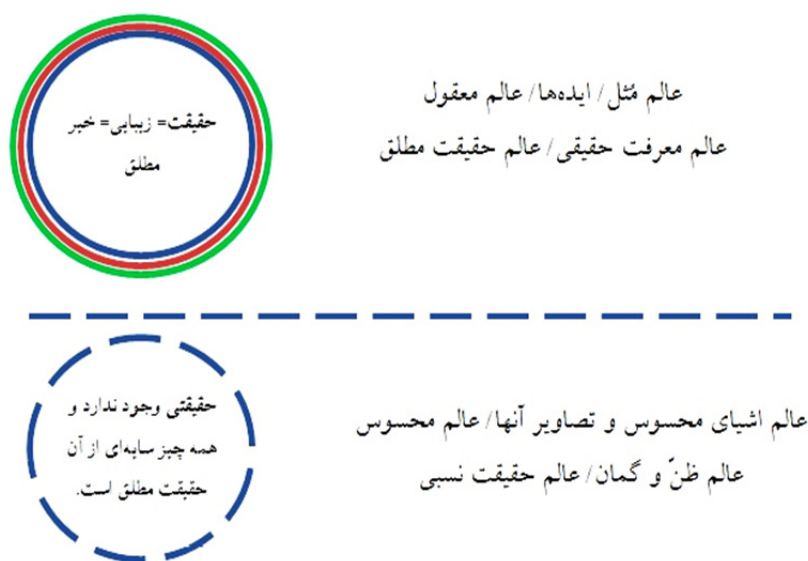 عالم مُثل/ ایده‌ها/ عالم معقول
عالم معرفت حقیقی/ عالم حقیقت مطلق
حقیقت= زیبایی= خیر
مطلق
عالم اشیای محسوس و تصاویر آنها/ عالم محسوس
عالم ظنّ و گمان/ عالم حقیقت نسبی
حقیقتی وجود ندارد و
همه چیز سایه‌ای از آن
حقیقت مطلق است.